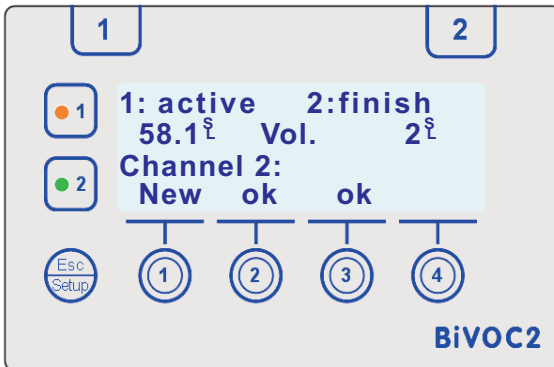 1 2
1 1: active 2:finish
58.1 S L Vol. 2 S L
2 Channel 2:
New ok ok
Esc
Setup
1 2 3 4
BiVOC2